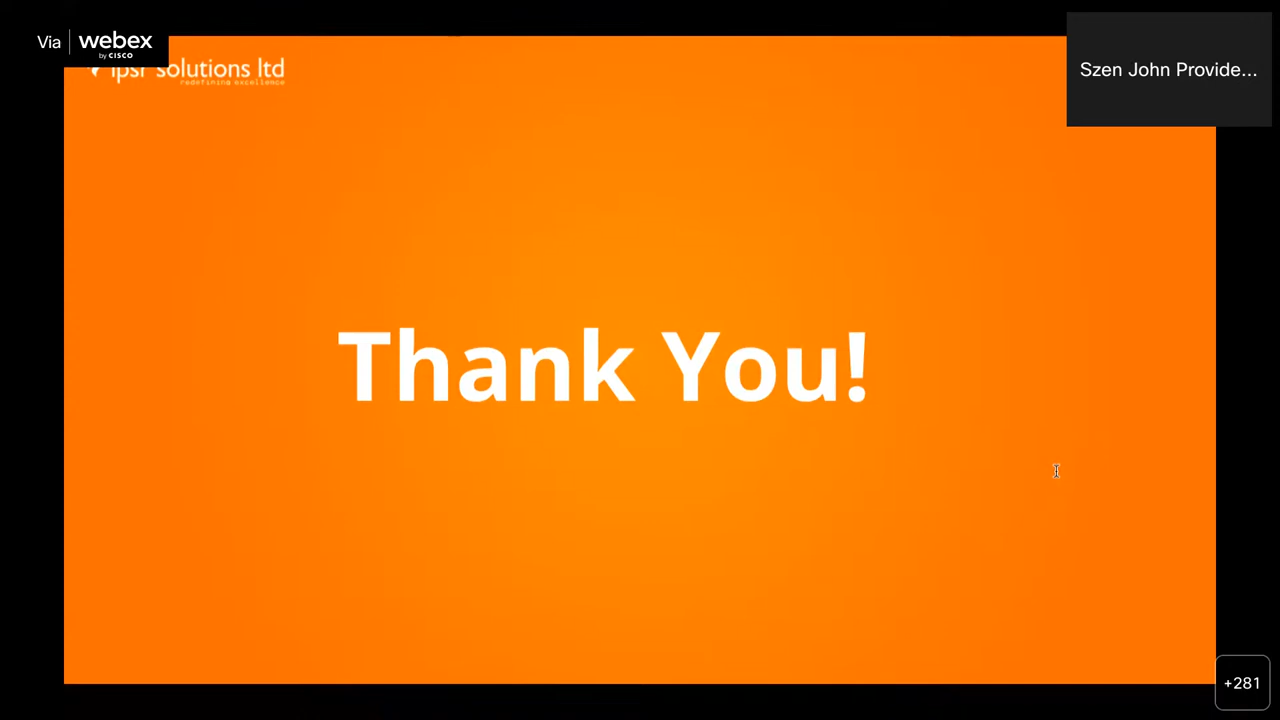 Via webex
by CISCO
Szen John Provide...
ipsr solutions ltd
redefining excellence
Thank You!
+281